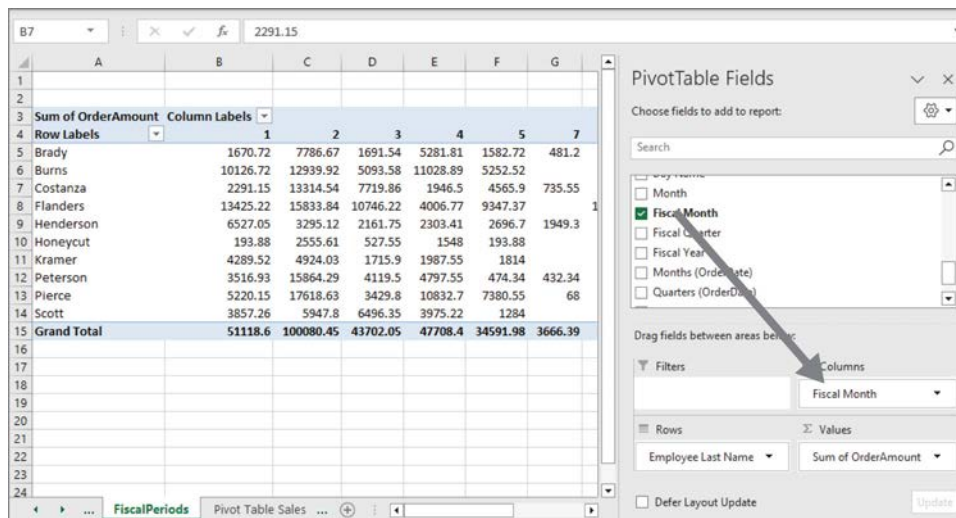 B7 fx 2291.15
A B C D E F G
1
2
3 Sum of OrderAmount Column Labels
4 Row Labels 1 2 3 4 5 7
5 Brady 1670.72 7786.67 1691.54 5281.81 1582.72 481.2
6 Burns 10126.72 12939.92 5093.58 11028.89 5252.52
7 Costanza 2291.15 13314.54 7719.86 1946.5 4565.9 735.55
8 Flanders 13425.22 15833.84 10746.22 4006.77 9347.37 1
9 Henderson 6527.05 3295.12 2161.75 2303.41 2696.7 1949.3
10 Honeycut 193.88 2555.61 527.55 1548 193.88
11 Kramer 4289.52 4924.03 1715.9 1987.55 1814
12 Peterson 3516.93 15864.29 4119.5 4797.55 474.34 432.34
13 Pierce 5220.15 17618.63 3429.8 10832.7 7380.55 68
14 Scott 3857.26 5947.8 6496.35 3975.22 1284
15 Grand Total 51118.6 100080.45 43702.05 47708.4 34591.98 3666.39
16
17
18
19
20
21
22
23
24
... FiscalPeriods Pivot Table Sales ...
PivotTable Fields
Choose fields to add to report:
Search
Month
Fiscal Month
Fiscal Quarter
Fiscal Year
Months (OrderDate)
Quarters (OrderDate)
Drag fields between areas below:
Filters Columns
Fiscal Month
Rows Σ Values
Employee Last Name Sum of OrderAmount
Defer Layout Update Update